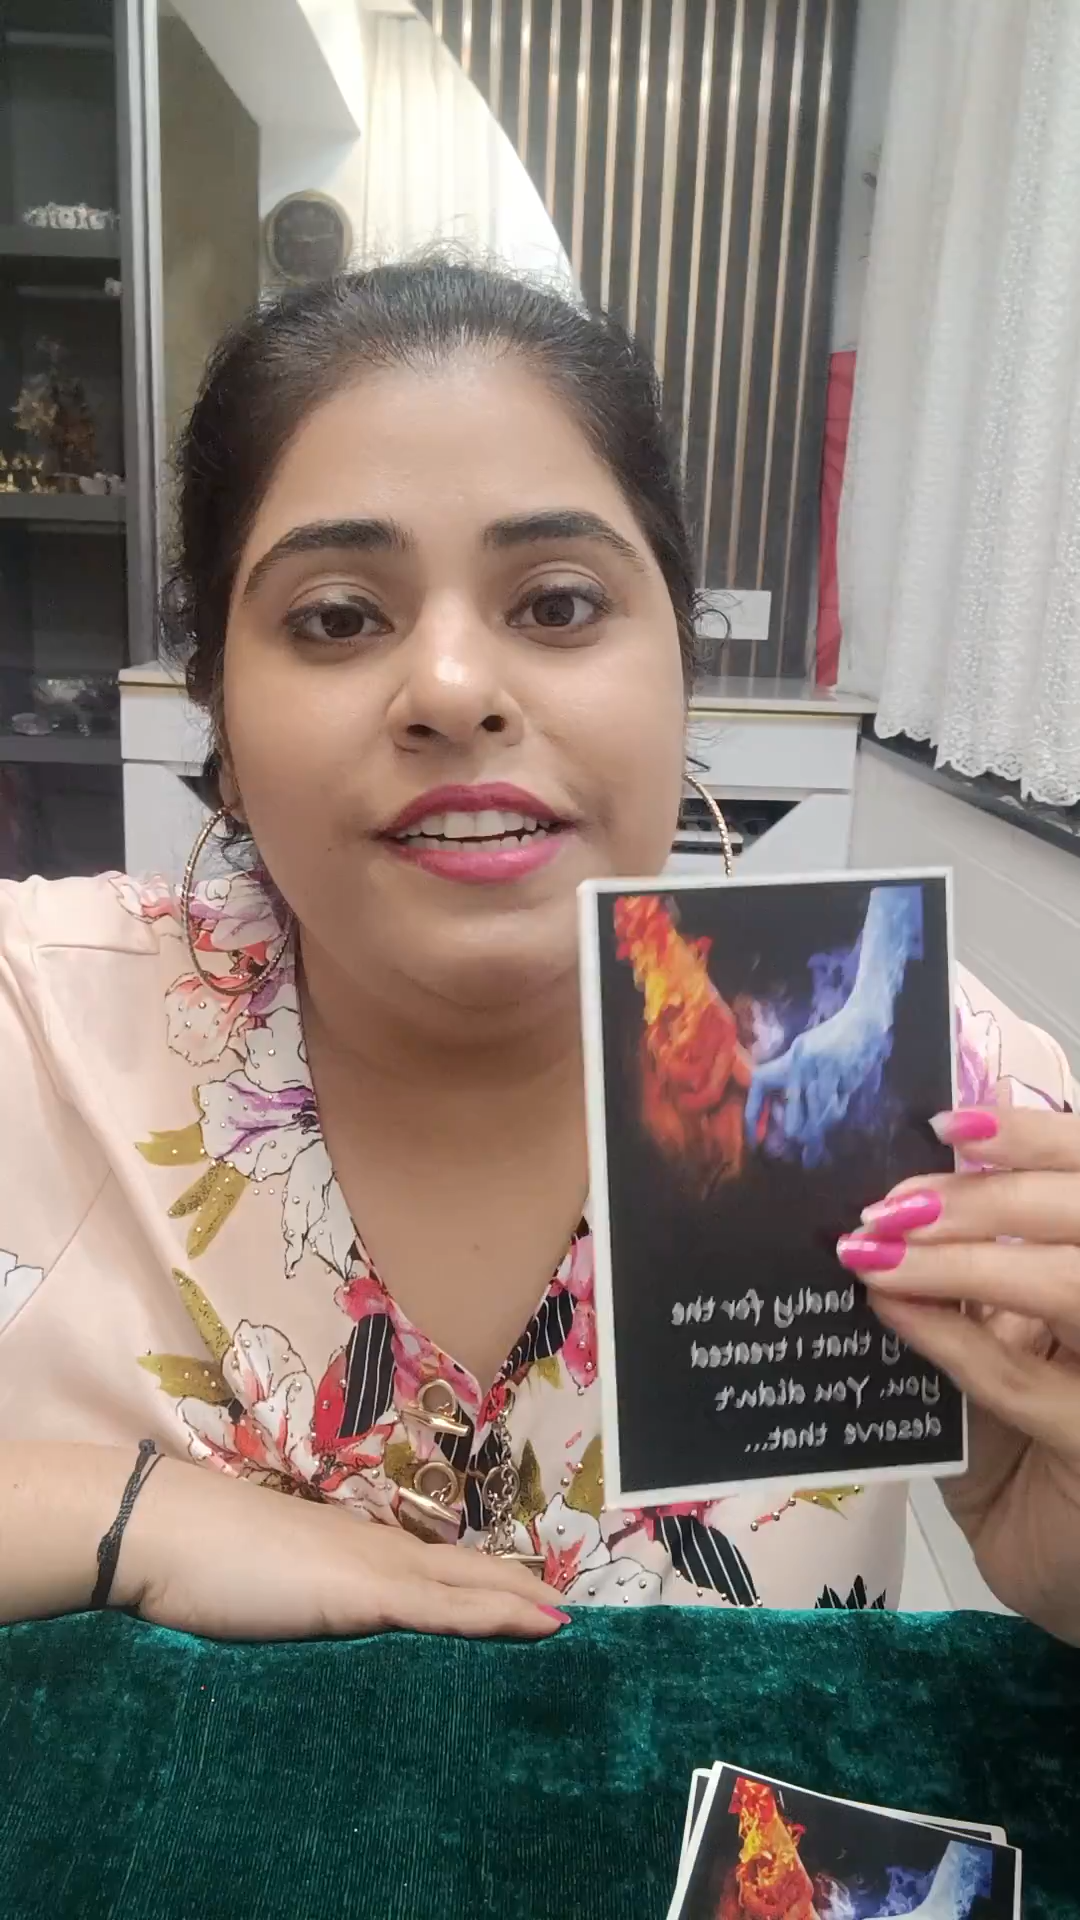 badly for the
that I treated
you. You didn't
deserve that...